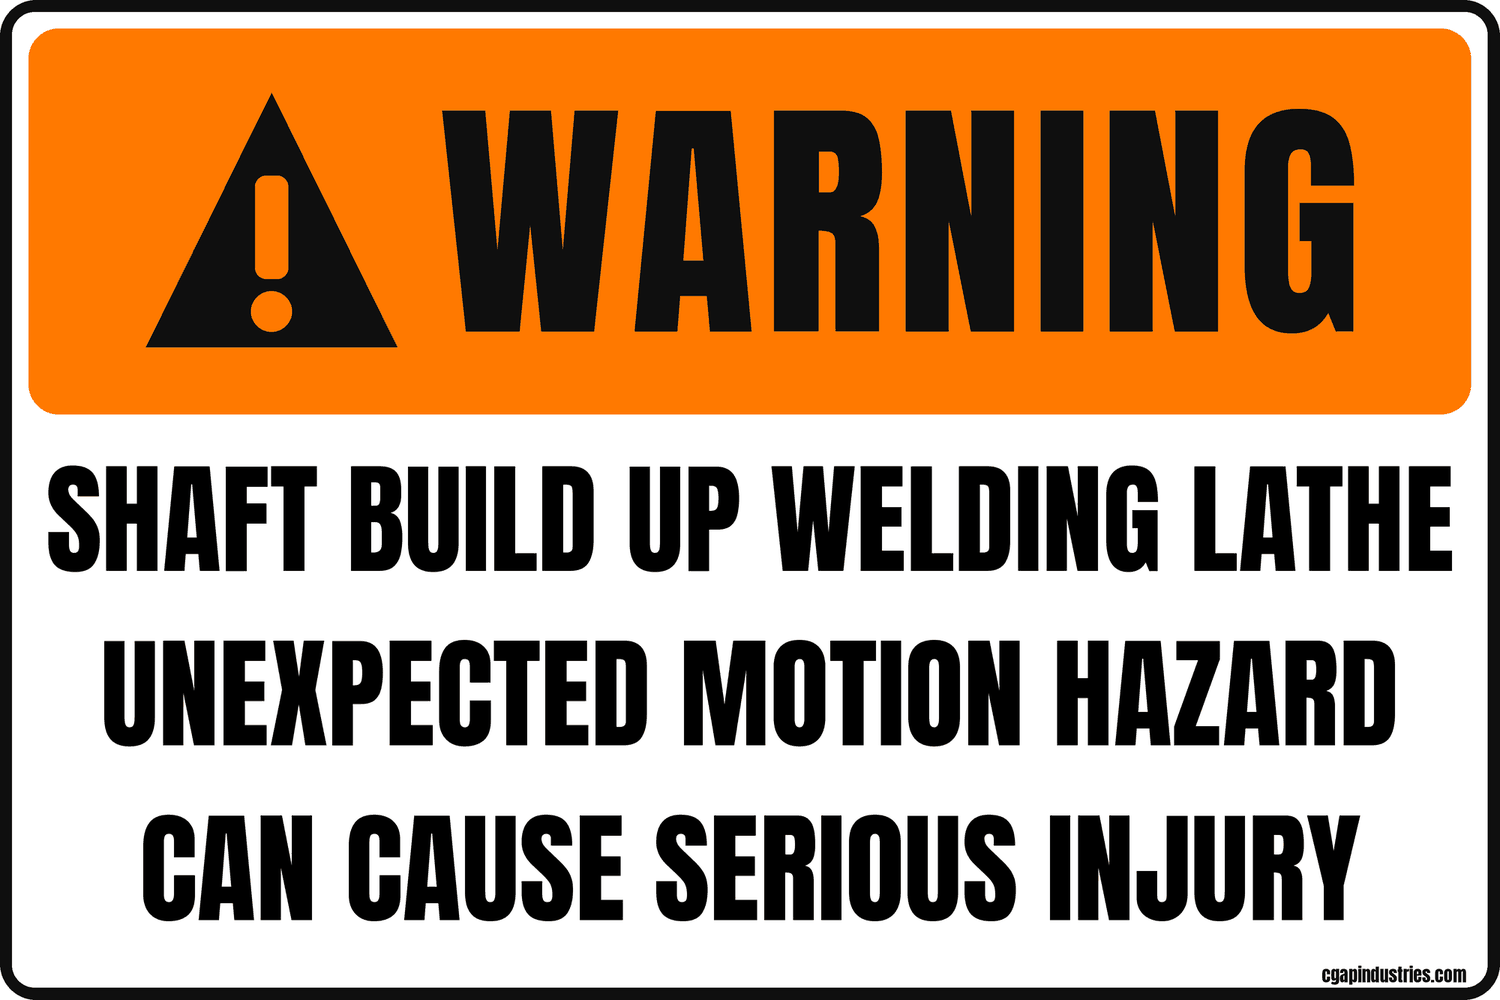 WARNING
SHAFT BUILD UP WELDING LATHE
UNEXPECTED MOTION HAZARD
CAN CAUSE SERIOUS INJURY
cgapindustries.com